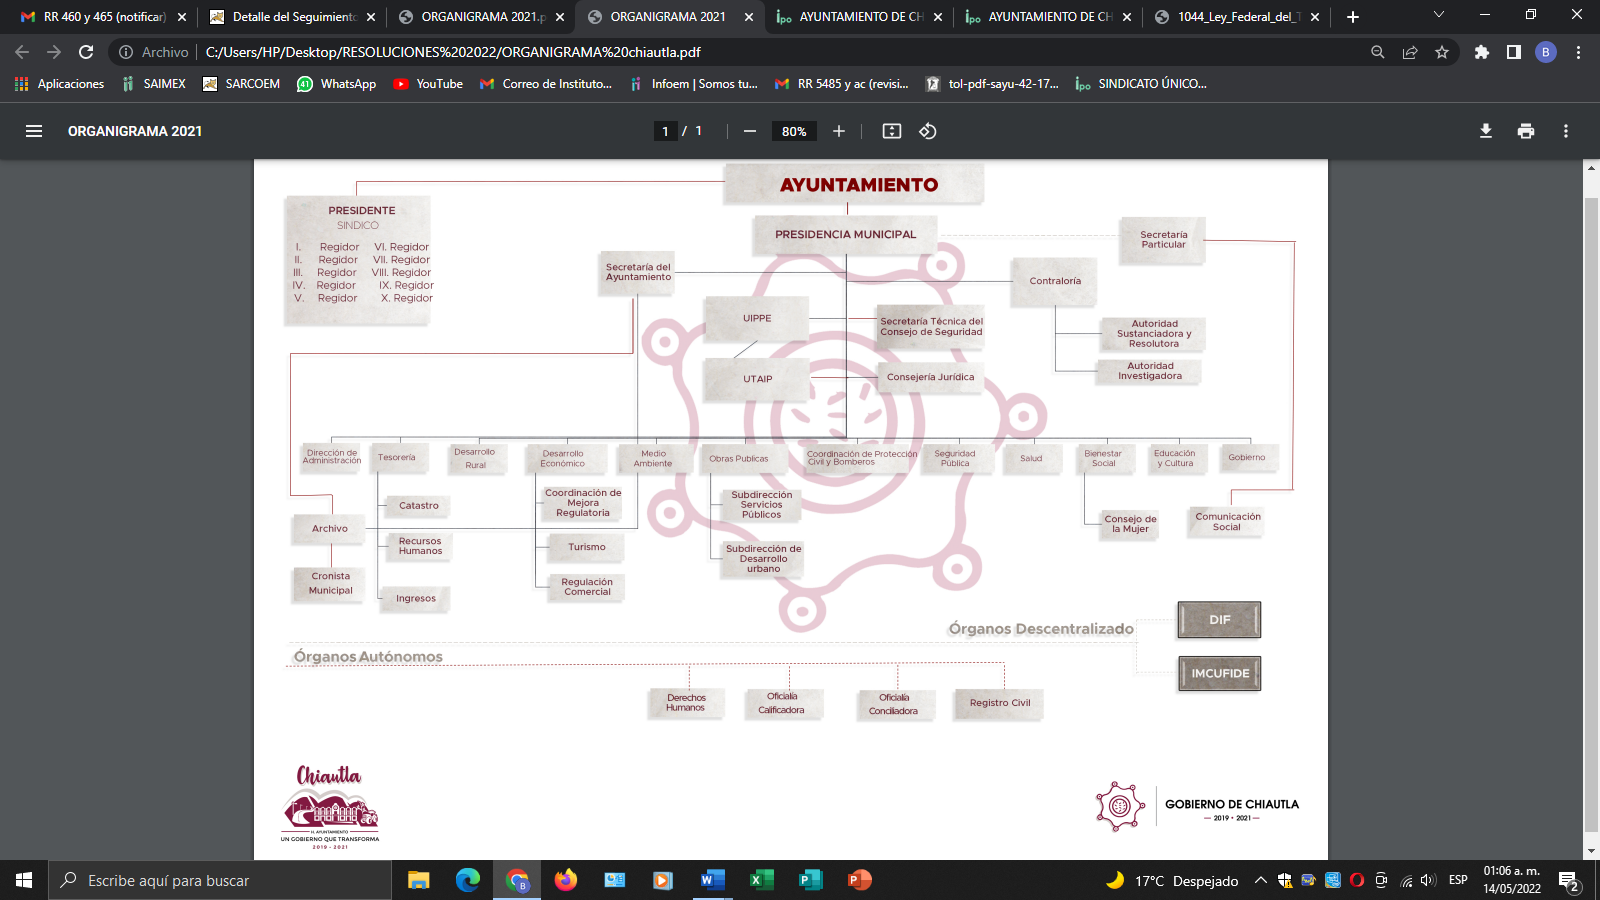 RR 460 y 465 (notificar)
Detalle del Seguimiento
ORGANIGRAMA 2021.p
ORGANIGRAMA 2021
AYUNTAMIENTO DE CH
AYUNTAMIENTO DE CH
1044_Ley_Federal_del_T
Archivo
C:/Users/HP/Desktop/RESOLUCIONES%202022/ORGANIGRAMA%20chiautla.pdf
B
Aplicaciones
SAIMEX
SARCOEM
WhatsApp
YouTube
Correo de Instituto...
Infoem | Somos tu...
RR 5485 y ac (revisi...
tol-pdf-sayu-42-17...
SINDICATO ÚNICO...
ORGANIGRAMA 2021
1 / 1
80%
AYUNTAMIENTO
PRESIDENTE
SINDICO
I. Regidor VI. Regidor
II. Regidor VII. Regidor
III. Regidor VIII. Regidor
IV. Regidor IX. Regidor
V. Regidor X. Regidor
PRESIDENCIA MUNICIPAL
Secretaría
Particular
Secretaría del
Ayuntamiento
Contraloría
UIPPE
Secretaría Técnica del
Consejo de Seguridad
Autoridad
Sustanciadora y
Resolutora
UTAIP
Consejería Jurídica
Autoridad
Investigadora
Dirección de
Administración
Tesorería
Desarrollo
Rural
Desarrollo
Económico
Medio
Ambiente
Obras Publicas
Coordinación de Protección
Civil y Bomberos
Seguridad
Pública
Salud
Bienestar
Social
Educación
y Cultura
Gobierno
Archivo
Cronista
Municipal
Catastro
Recursos
Humanos
Ingresos
Coordinación de
Mejora
Regulatoria
Turismo
Regulación
Comercial
Subdirección
Servicios
Públicos
Subdirección de
Desarrollo
urbano
Consejo de
la Mujer
Comunicación
Social
Órganos Descentralizado
DIF
IMCUFIDE
Órganos Autónomos
Derechos
Humanos
Oficialía
Calificadora
Oficialía
Conciliadora
Registro Civil
Chiautla
H. AYUNTAMIENTO
UN GOBIERNO QUE TRANSFORMA
2019 - 2021
GOBIERNO DE CHIAUTLA
— 2019 • 2021 —
Escribe aquí para buscar
17°C Despejado
ESP
01:06 a. m.
14/05/2022
2